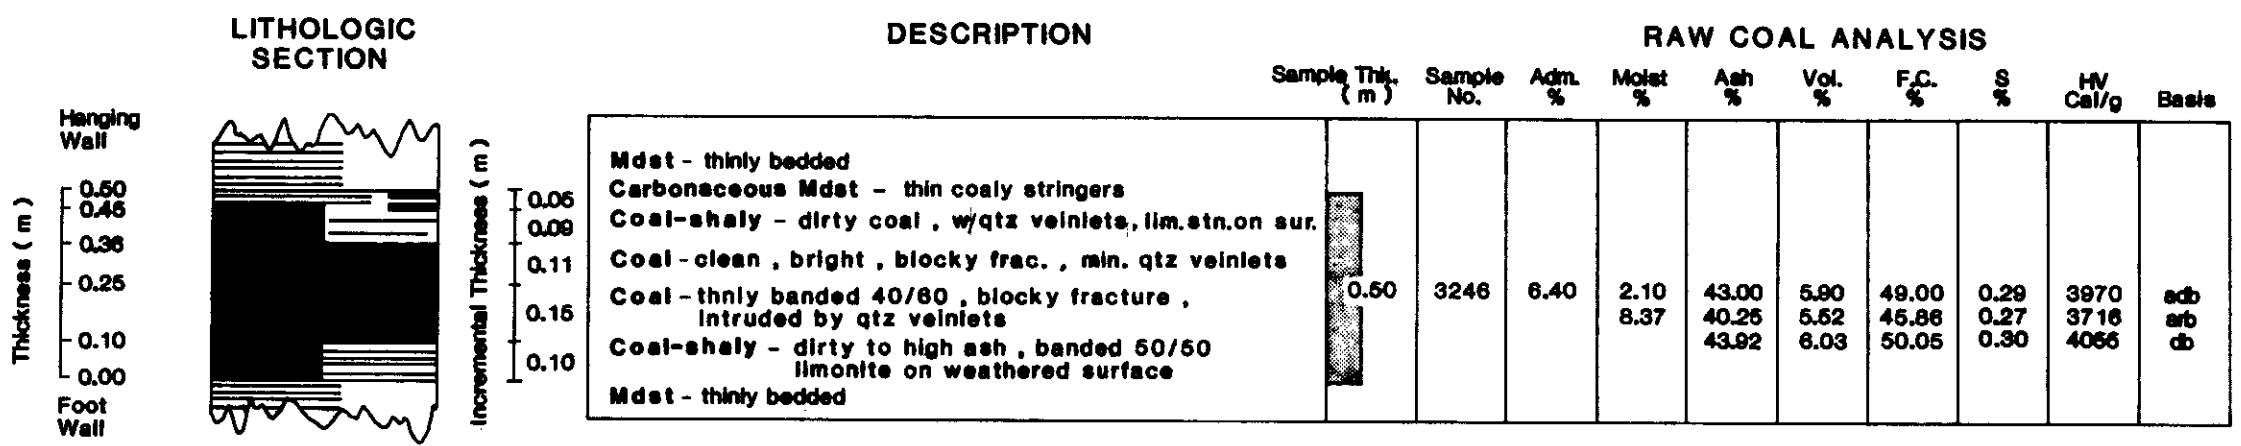 LITHOLOGIC
SECTION
DESCRIPTION
RAW COAL ANALYSIS
Sample Thk.
( m )
Sample
No.
Adm.
%
Moist
%
Ash
%
Vol.
%
F.C.
%
S
%
HV
Cal/g
Basis
Hanging
Wall
Thickness ( m )
0.50
0.46
0.36
0.25
0.10
0.00
Foot
Wall
Incremental Thickness ( m )
0.05
0.09
0.11
0.15
0.10
Mdst - thinly bedded
Carbonaceous Mdst - thin coaly stringers
Coal-shaly - dirty coal , w/qtz veinlets, lim.stn.on sur.
Coal - clean , bright , blocky frac. , min. qtz veinlets
Coal - thnly banded 40/60 , blocky fracture ,
intruded by qtz veinlets
Coal-shaly - dirty to high ash , banded 50/50
limonite on weathered surface
Mdst - thinly bedded
0.50 3246 6.40 2.10 43.00 5.90 49.00 0.29 3970 adb
8.37 40.25 5.52 45.86 0.27 3716 arb
43.92 6.03 50.05 0.30 4056 db